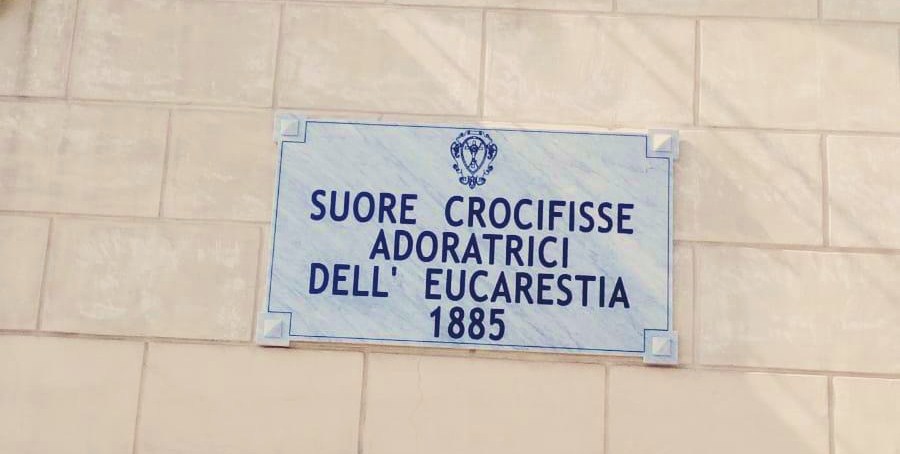 SUORE CROCIFISSE
ADORATRICI
DELL' EUCARESTIA
1885